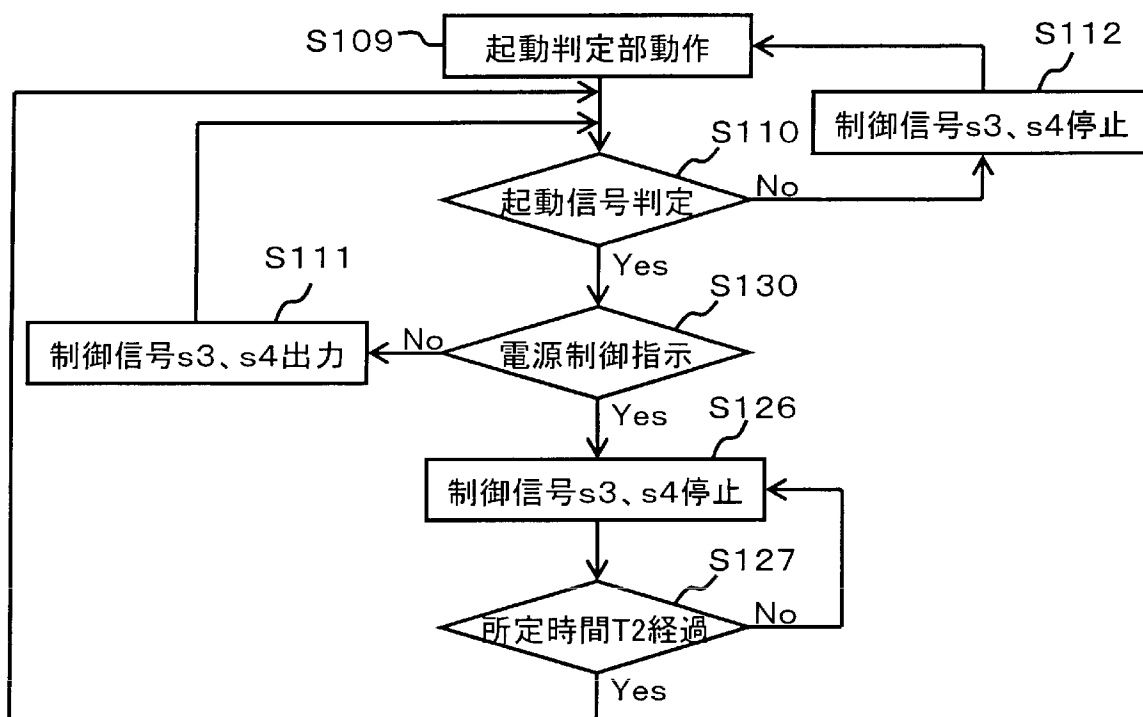 S109
起動判定部動作
S112
制御信号s3、s4停止
S110
起動信号判定
No
Yes
S111
制御信号s3、s4出力
S130
No
電源制御指示
Yes
S126
制御信号s3、s4停止
S127
所定時間T2経過
No
Yes